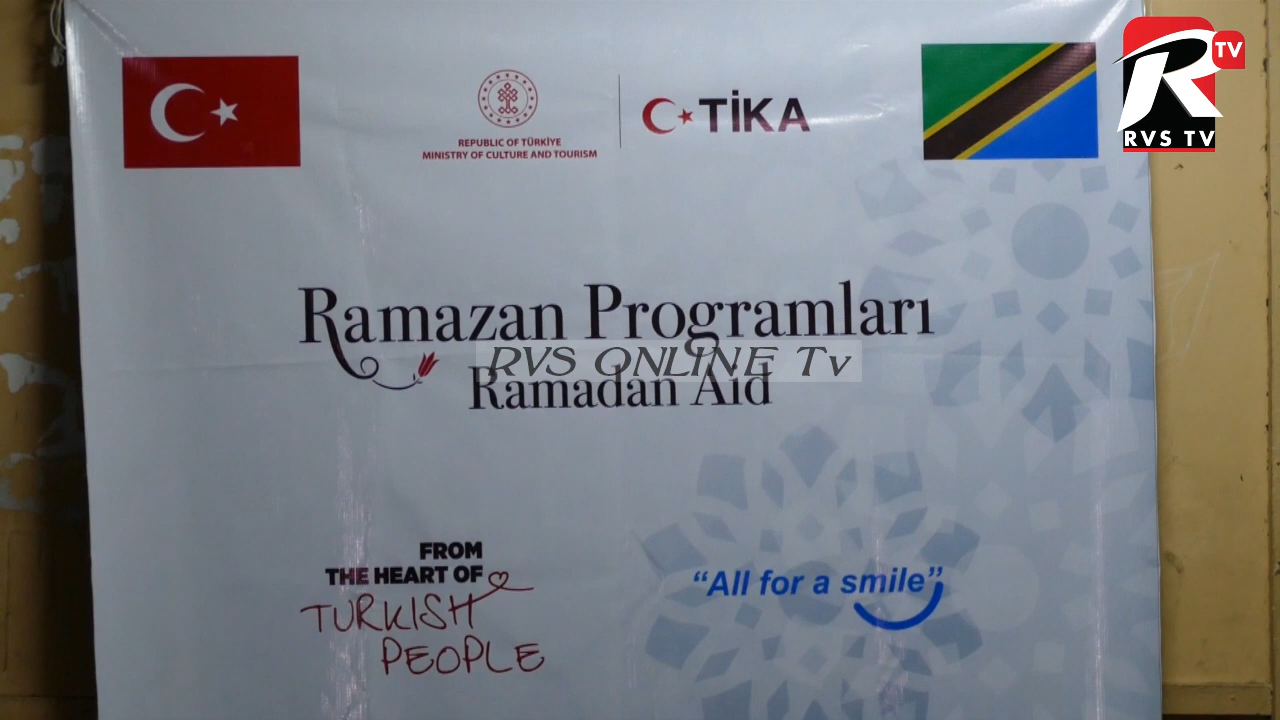 REPUBLIC OF TÜRKİYE
MINISTRY OF CULTURE AND TOURISM
TİKA
R TV
RVS TV
Ramazan Programları
RVS ONLINE Tv
Ramadan Aid
FROM
THE HEART OF
TURKISH
PEOPLE
“All for a smile”